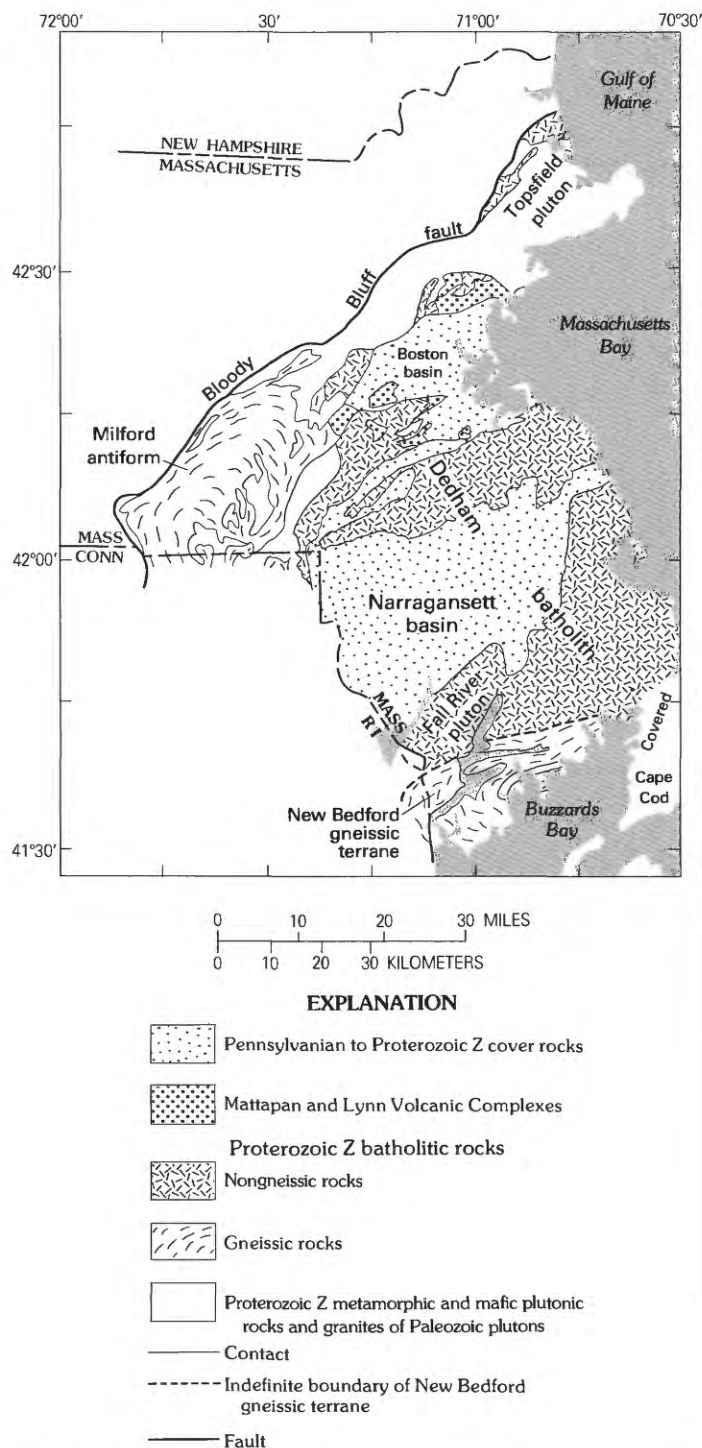 72°00'
30'
71°00'
70°30'
Gulf of
Maine
NEW HAMPSHIRE
MASSACHUSETTS
Topsfield
pluton
fault
42°30'
Bluff
Massachusetts
Bay
Boston
basin
Bloody
Milford
antiform
Dedham
MASS
CONN
42°00'
Narragansett
basin
batholith
MASS
R I
Fall River
pluton
Covered
Cape
Cod
New Bedford
gneissic
terrane
Buzzards
Bay
41°30'
0 10 20 30 MILES
0 10 20 30 KILOMETERS
EXPLANATION
Pennsylvanian to Proterozoic Z cover rocks
Mattapan and Lynn Volcanic Complexes
Proterozoic Z batholitic rocks
Nongneissic rocks
Gneissic rocks
Proterozoic Z metamorphic and mafic plutonic
rocks and granites of Paleozoic plutons
Contact
Indefinite boundary of New Bedford
gneissic terrane
Fault